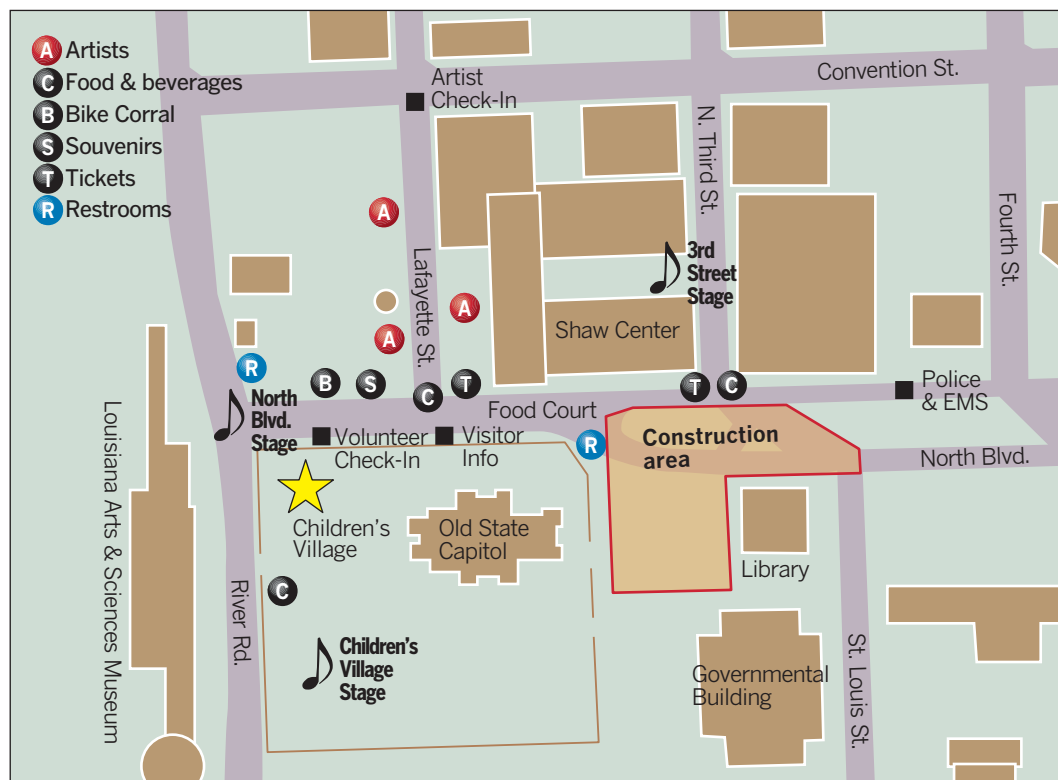 A Artists
C Food & beverages
B Bike Corral
S Souvenirs
T Tickets
R Restrooms
Artist
Check-In
Convention St.
N. Third St.
Fourth St.
A
Lafayette St.
3rd
Street
Stage
A
A
Shaw Center
R
B
S
C
T
T
C
Police
& EMS
North
Blvd.
Stage
Food Court
Volunteer
Check-In
Visitor
Info
R
Construction
area
North Blvd.
Louisiana Arts & Sciences Museum
Children's
Village
Old State
Capitol
Library
C
River Rd.
Children's
Village
Stage
Governmental
Building
St. Louis St.